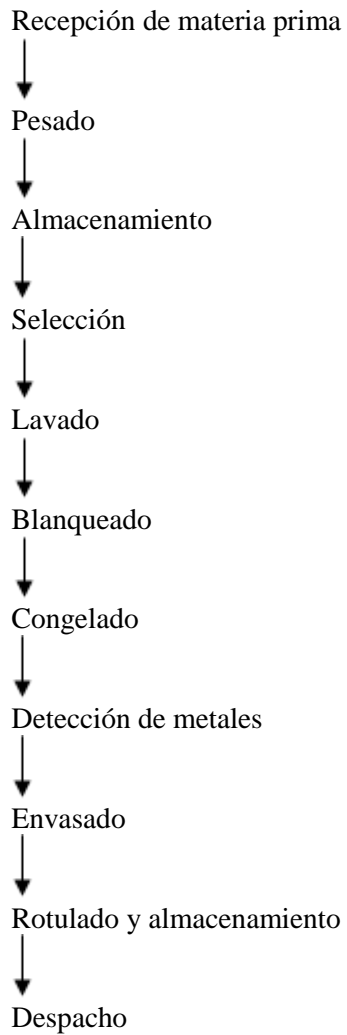 Recepción de materia prima
Pesado
Almacenamiento
Selección
Lavado
Blanqueado
Congelado
Detección de metales
Envasado
Rotulado y almacenamiento
Despacho